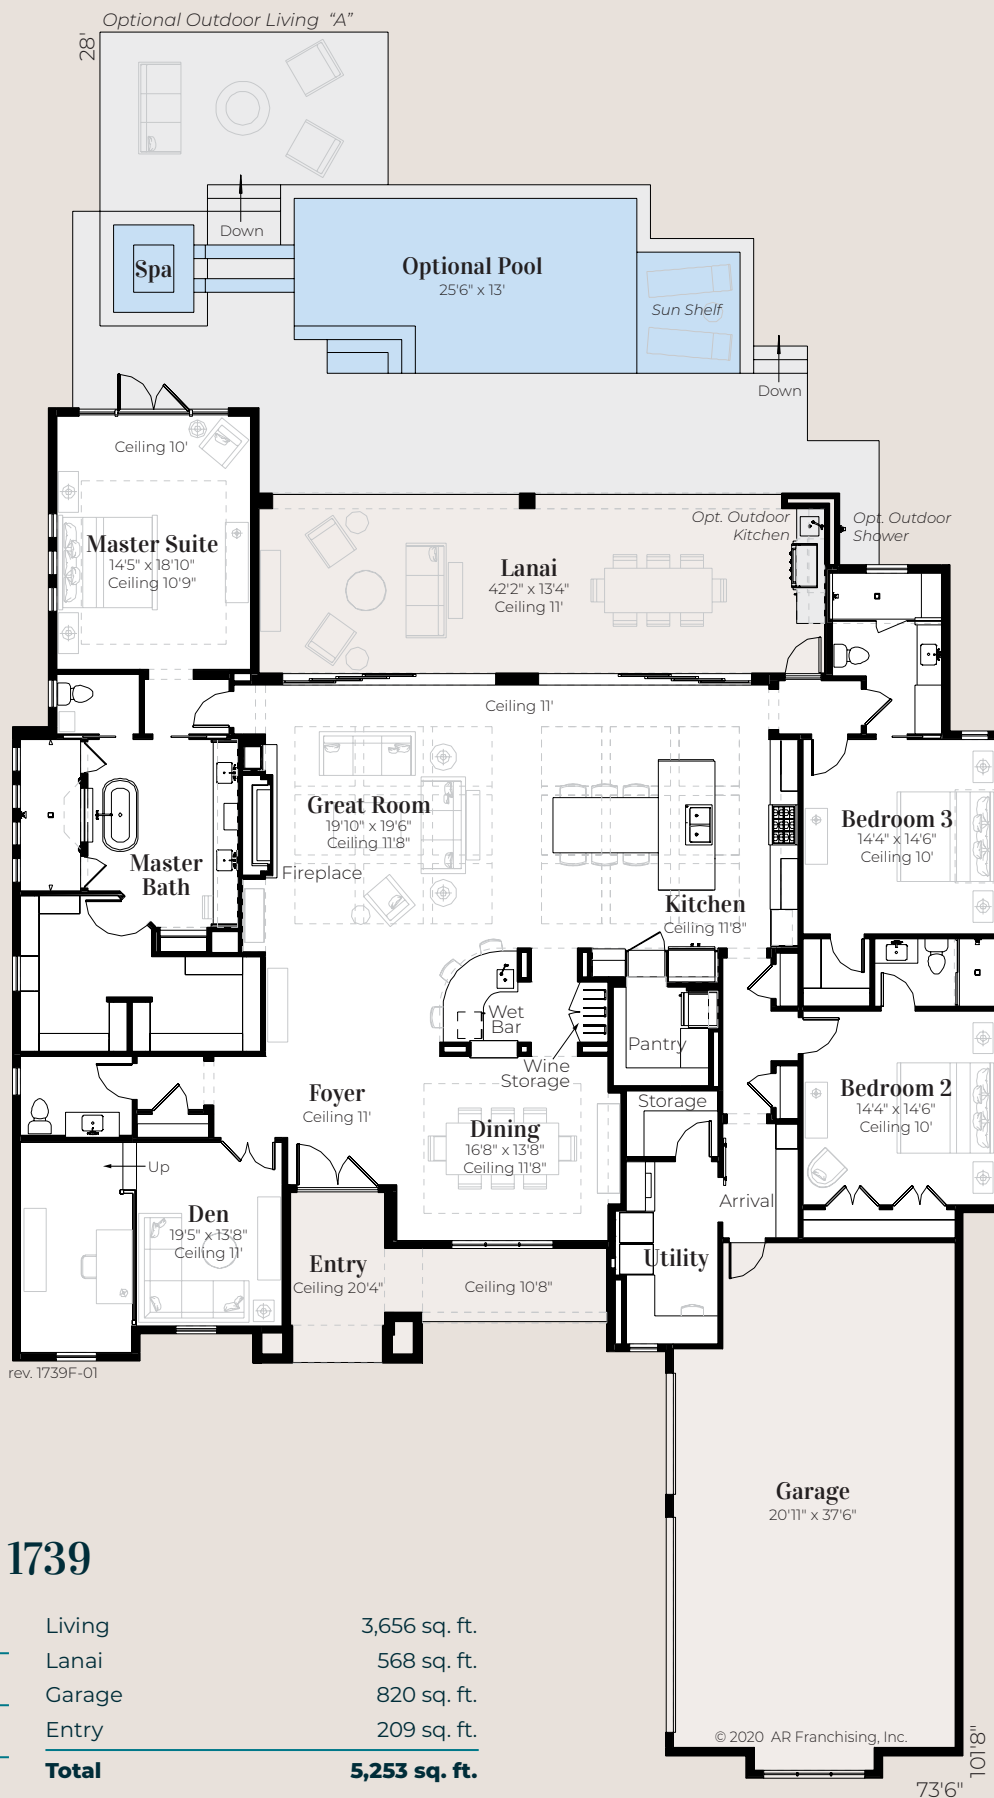 Optional Outdoor Living “A”
28'
Down
Spa
Optional Pool
25'6" x 13'
Sun Shelf
Down
Ceiling 10'
Master Suite
14'5" x 18'10"
Ceiling 10'9"
Opt. Outdoor
Kitchen
Opt. Outdoor
Shower
Lanai
42'2" x 13'4"
Ceiling 11'
Ceiling 11'
Great Room
19'10" x 19'6"
Ceiling 11'8"
Fireplace
Master
Bath
Kitchen
Ceiling 11'8"
Bedroom 3
14'4" x 14'6"
Ceiling 10'
Wet
Bar
Wine
Storage
Pantry
Storage
Foyer
Ceiling 11'
Dining
16'8" x 13'8"
Ceiling 11'8"
Bedroom 2
14'4" x 14'6"
Ceiling 10'
Up
Den
19'5" x 13'8"
Ceiling 11'
Arrival
Entry
Ceiling 20'4"
Ceiling 10'8"
Utility
rev. 1739F-01
Garage
20'11" x 37'6"
1739
Living 3,656 sq. ft.
Lanai 568 sq. ft.
Garage 820 sq. ft.
Entry 209 sq. ft.
Total 5,253 sq. ft.
© 2020 AR Franchising, Inc.
101'8"
73'6"